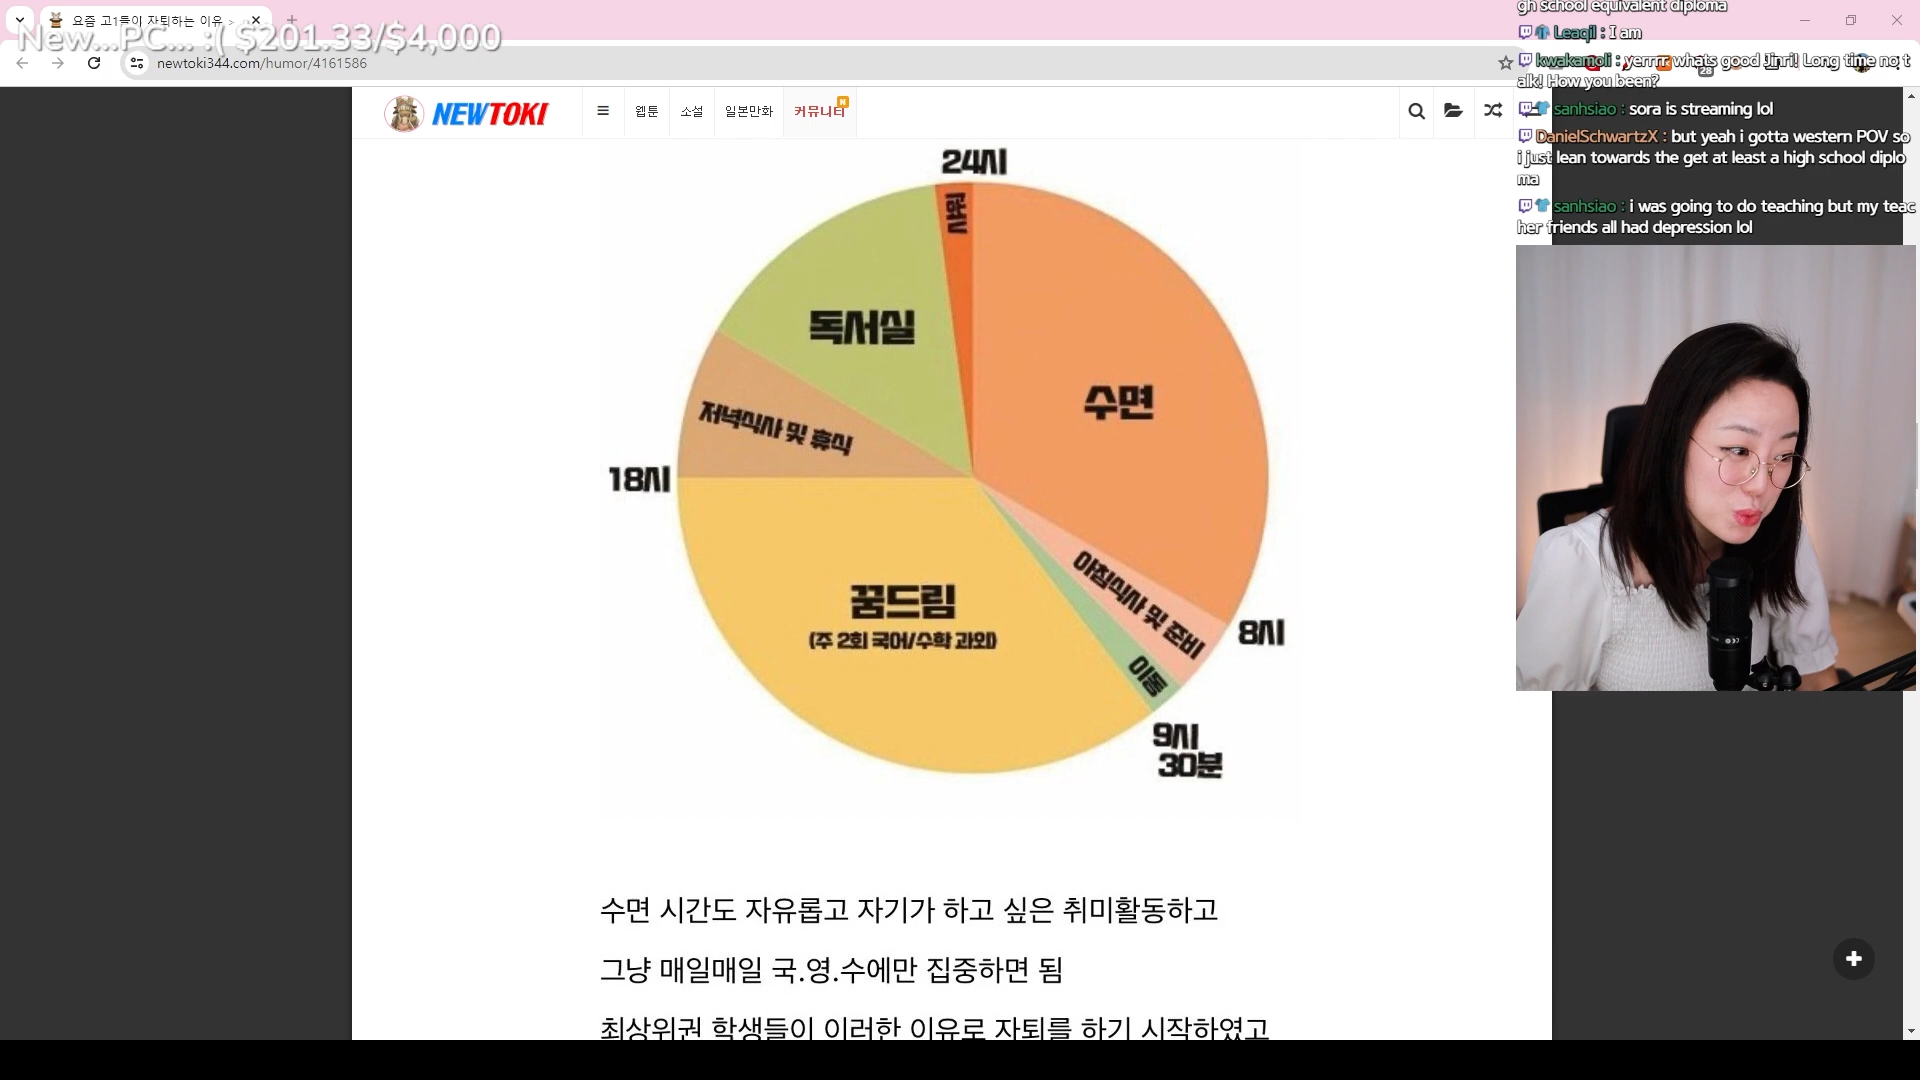 요즘 고1들이 자퇴하는 이유 >
New...PC... :( $201.33/$4,000
newtoki344.com/humor/4161586
NEWTOKI
웹툰
소설
일본만화
커뮤니티
N
28
24시
샤워
독서실
수면
저녁식사 및 휴식
18시
꿈드림
(주 2회 국어/수학 과외)
아침식사 및 준비
8시
이동
9시
30분
수면 시간도 자유롭고 자기가 하고 싶은 취미활동하고
그냥 매일매일 국.영.수에만 집중하면 됨
최상위권 학생들이 이러한 이유로 자퇴를 하기 시작하였고
gh school equivalent diploma
Leaqil : I am
kwakamoli : yerrrr whats good Jinri! Long time no t
alk! How you been?
sanhsiao : sora is streaming lol
DanielSchwartzX : but yeah i gotta western POV so
i just lean towards the get at least a high school diplo
ma
sanhsiao : i was going to do teaching but my teac
her friends all had depression lol